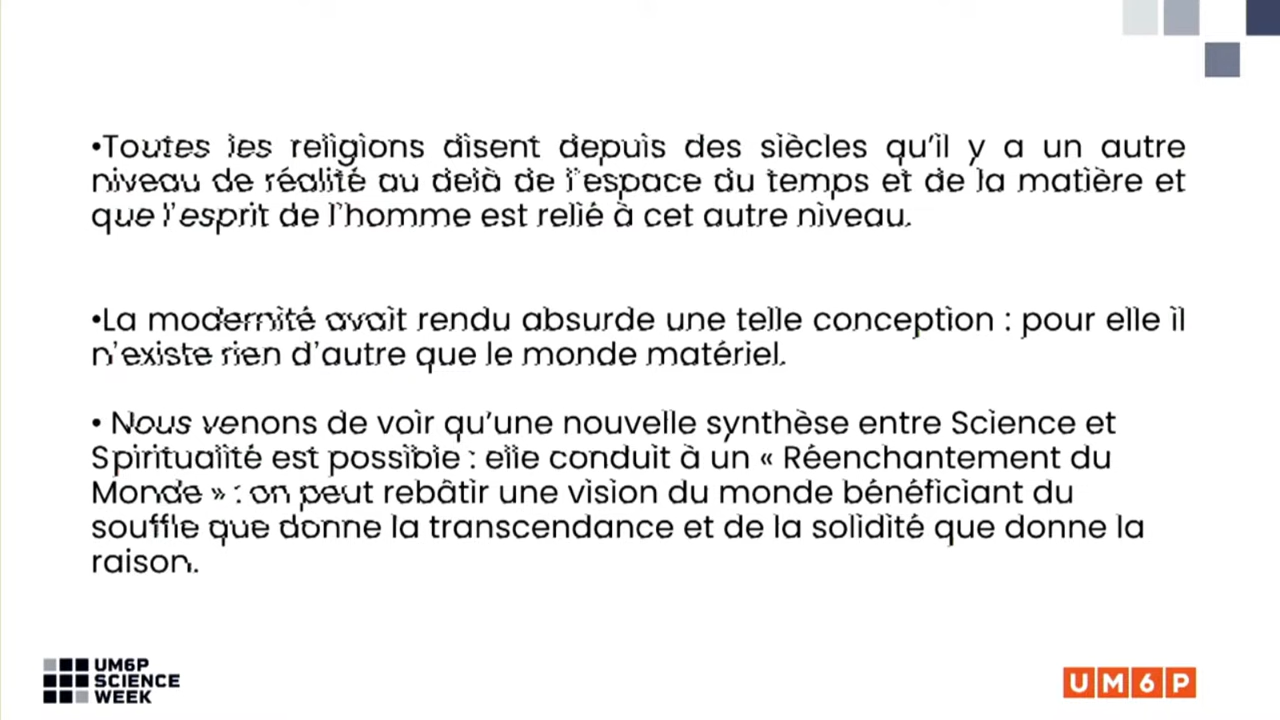 •Toutes les religions disent depuis des siècles qu’il y a un autre
niveau de réalité au delà de l’espace du temps et de la matière et
que l’esprit de l’homme est relié à cet autre niveau.
•La modernité avait rendu absurde une telle conception : pour elle il
n’existe rien d’autre que le monde matériel.
• Nous venons de voir qu’une nouvelle synthèse entre Science et
Spiritualité est possible : elle conduit à un « Réenchantement du
Monde » : on peut rebâtir une vision du monde bénéficiant du
souffle que donne la transcendance et de la solidité que donne la
raison.
UM6P
SCIENCE
WEEK
UM6P